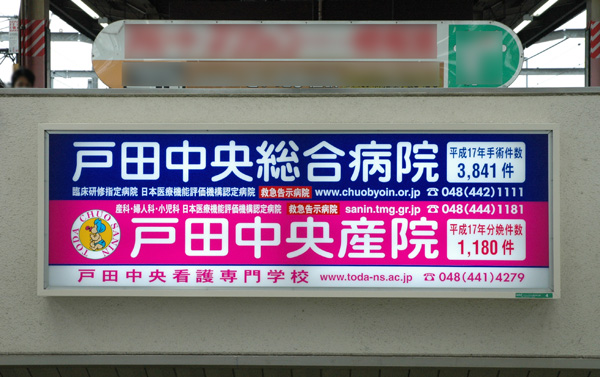 戸田中央総合病院
平成17年手術件数
3,841 件
臨床研修指定病院 日本医療機能評価機構認定病院 救急告示病院 www.chuobyoin.or.jp ☎048(442)1111
産科・婦人科・小児科 日本医療機能評価機構認定病院 救急告示病院 sanin.tmg.gr.jp ☎048(444)1181
TODA CHUO SANIN
戸田中央産院
平成17年分娩件数
1,180 件
戸田中央看護専門学校 www.toda-ns.ac.jp ☎048(441)4279